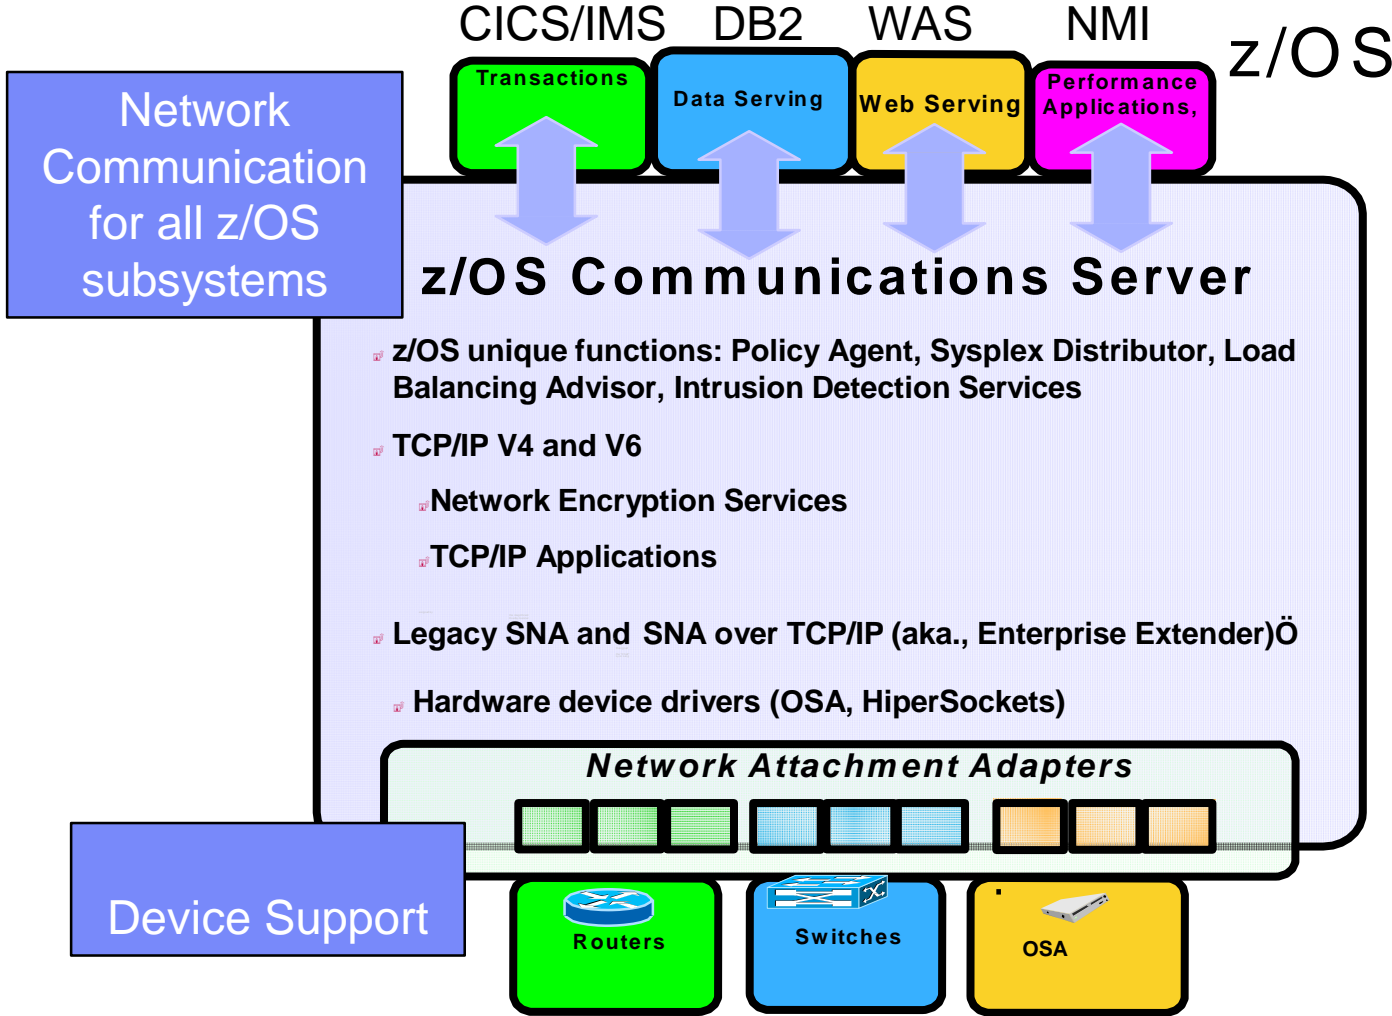 CICS/IMS DB2 WAS NMI
z/OS
Transactions
Data Serving
Web Serving
Performance
Applications,
Network
Communication
for all z/OS
subsystems
z/OS Communications Server
z/OS unique functions: Policy Agent, Sysplex Distributor, Load
Balancing Advisor, Intrusion Detection Services
TCP/IP V4 and V6
Network Encryption Services
TCP/IP Applications
Legacy SNA and SNA over TCP/IP (aka., Enterprise Extender)Ö
Hardware device drivers (OSA, HiperSockets)
Network Attachment Adapters
Device Support
Routers
Switches
OSA